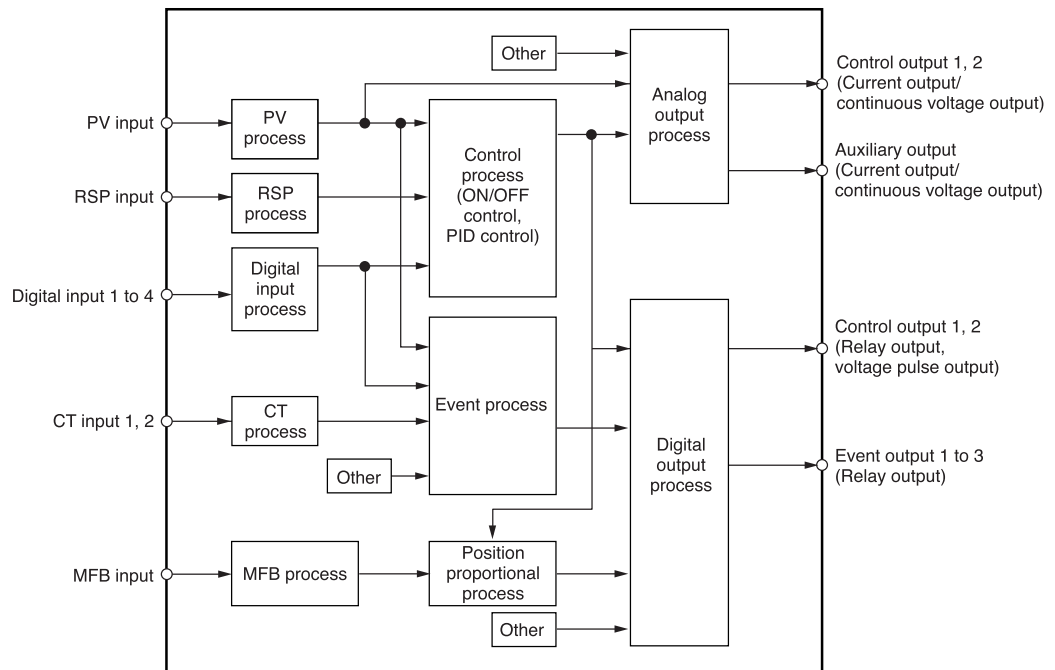 PV input
RSP input
Digital input 1 to 4
CT input 1, 2
MFB input
PV
process
RSP
process
Digital
input
process
CT
process
Other
MFB process
Other
Control
process
(ON/OFF
control,
PID control)
Event process
Position
proportional
process
Other
Analog
output
process
Digital
output
process
Control output 1, 2
(Current output/
continuous voltage output)
Auxiliary output
(Current output/
continuous voltage output)
Control output 1, 2
(Relay output,
voltage pulse output)
Event output 1 to 3
(Relay output)